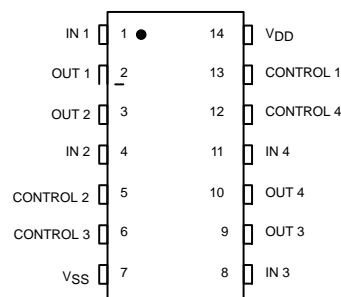 IN 1 1 14 VDD
OUT 1 2 13 CONTROL 1
OUT 2 3 12 CONTROL 4
IN 2 4 11 IN 4
CONTROL 2 5 10 OUT 4
CONTROL 3 6 9 OUT 3
VSS 7 8 IN 3